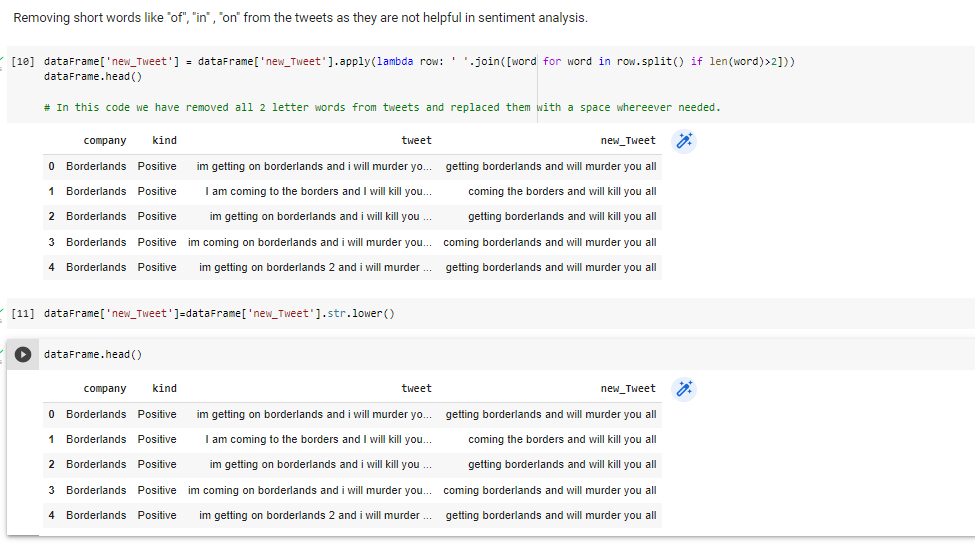 Removing short words like "of", "in" , "on" from the tweets as they are not helpful in sentiment analysis.
[10] dataFrame['new_Tweet'] = dataFrame['new_Tweet'].apply(lambda row: ' '.join([word for word in row.split() if len(word)>2]))
dataFrame.head()
# In this code we have removed all 2 letter words from tweets and replaced them with a space whereever needed.
company kind tweet new_Tweet
0 Borderlands Positive im getting on borderlands and i will murder yo... getting borderlands and will murder you all
1 Borderlands Positive I am coming to the borders and I will kill you... coming the borders and will kill you all
2 Borderlands Positive im getting on borderlands and i will kill you ... getting borderlands and will kill you all
3 Borderlands Positive im coming on borderlands and i will murder you... coming borderlands and will murder you all
4 Borderlands Positive im getting on borderlands 2 and i will murder ... getting borderlands and will murder you all
[11] dataFrame['new_Tweet']=dataFrame['new_Tweet'].str.lower()
dataFrame.head()
company kind tweet new_Tweet
0 Borderlands Positive im getting on borderlands and i will murder yo... getting borderlands and will murder you all
1 Borderlands Positive I am coming to the borders and I will kill you... coming the borders and will kill you all
2 Borderlands Positive im getting on borderlands and i will kill you ... getting borderlands and will kill you all
3 Borderlands Positive im coming on borderlands and i will murder you... coming borderlands and will murder you all
4 Borderlands Positive im getting on borderlands 2 and i will murder ... getting borderlands and will murder you all